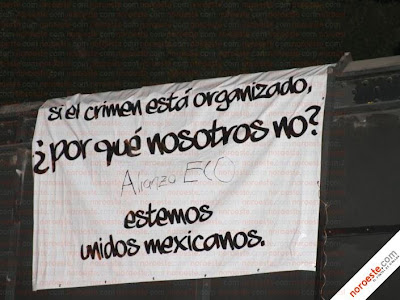 si el crimen está organizado,
¿por qué nosotros no?
Alianza ECO
estemos
unidos mexicanos.
noroeste.com